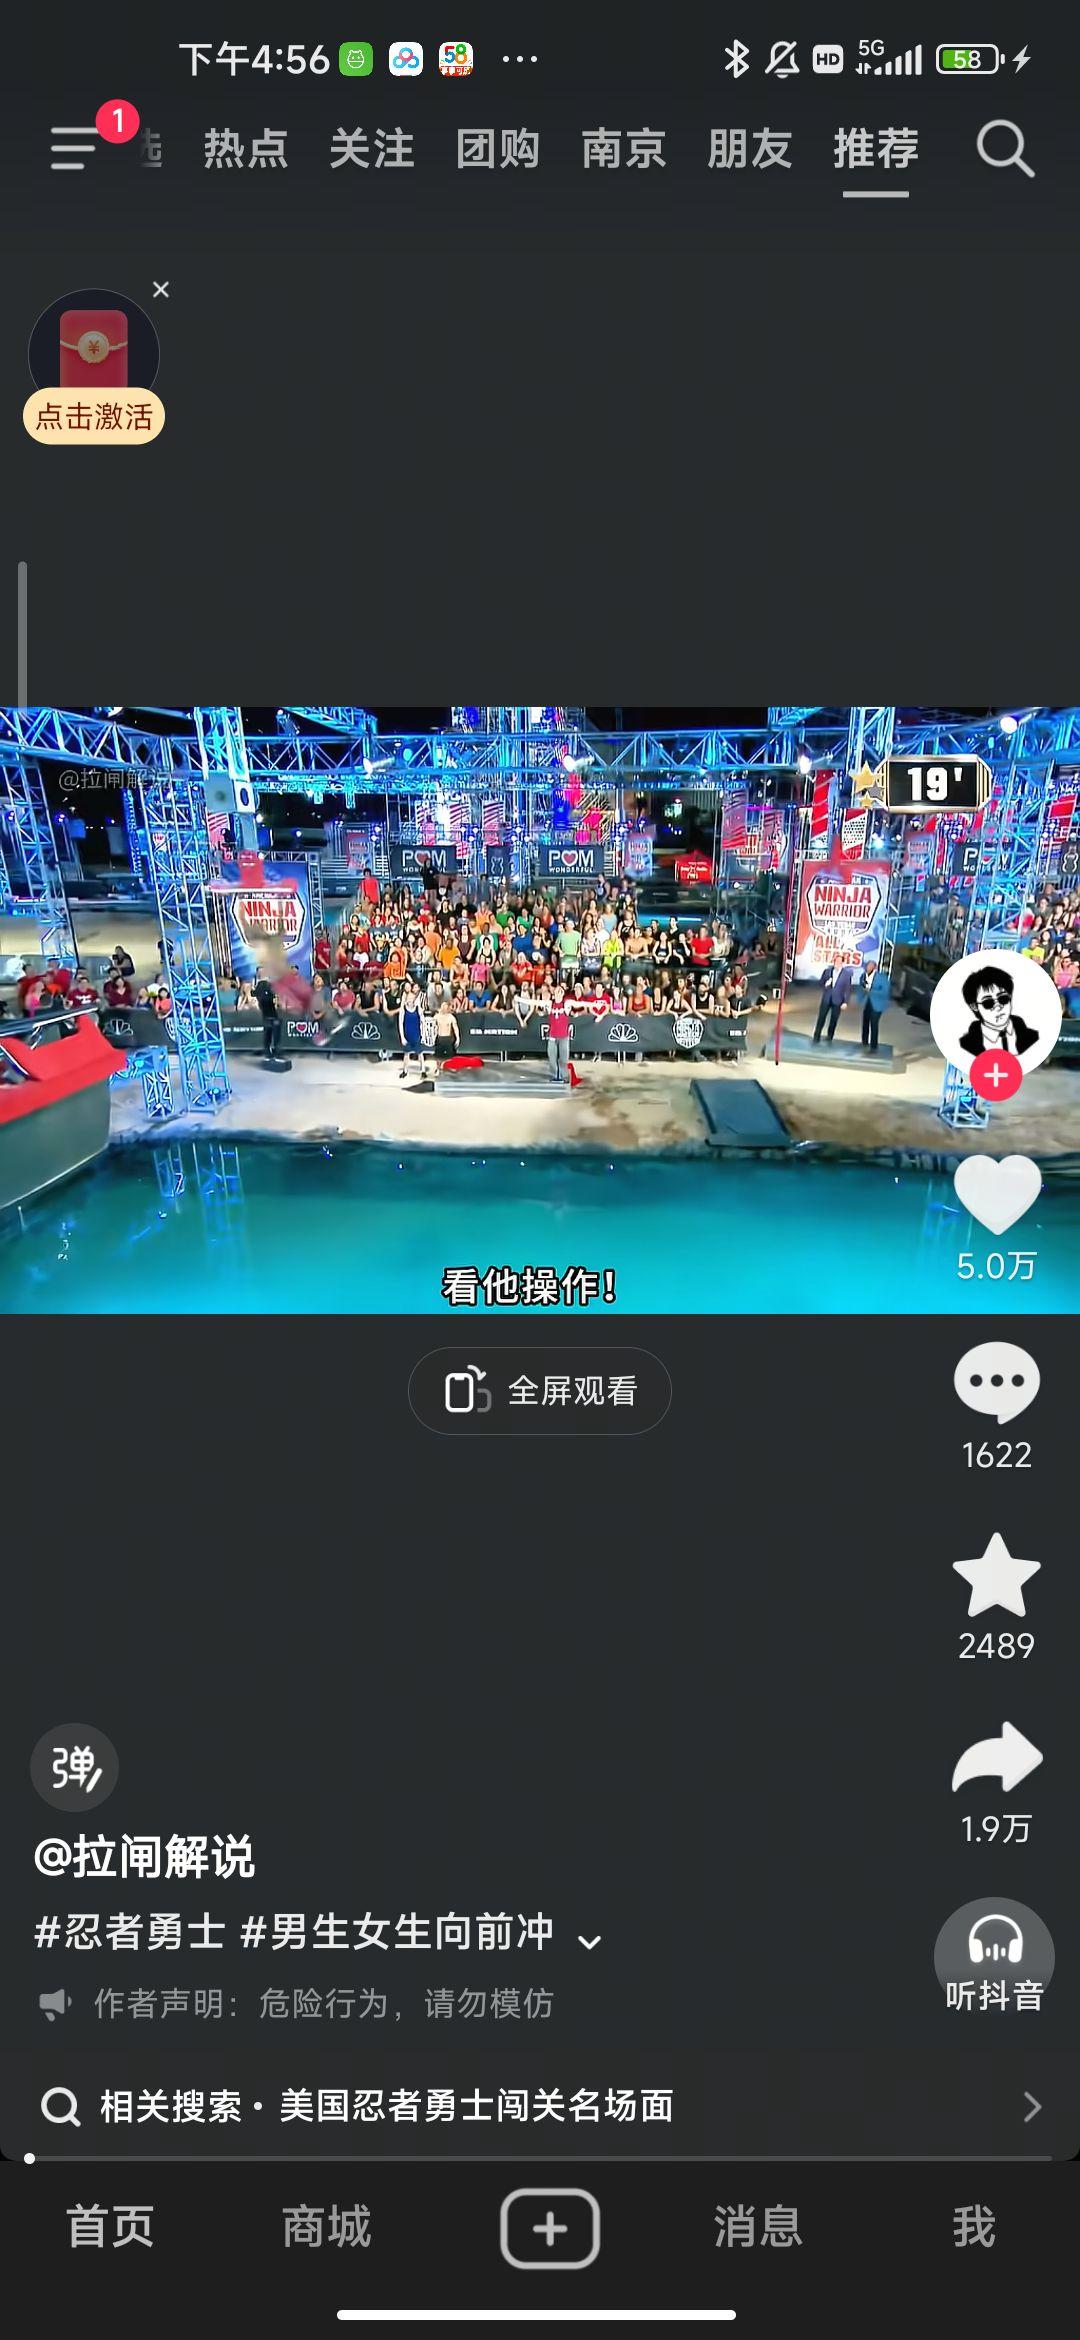 下午4:56 58 ··· HD 5G 58
1
热点 关注 团购 南京 朋友 推荐
点击激活
@拉闸解说
19'
POM WONDERFUL POM WONDERFUL
NINJA WARRIOR
NINJA WARRIOR
ALL STARS
POM
看他操作！
5.0万
全屏观看
1622
2489
弹
1.9万
@拉闸解说
#忍者勇士 #男生女生向前冲
听抖音
作者声明：危险行为，请勿模仿
相关搜索 · 美国忍者勇士闯关名场面
首页 商城 消息 我